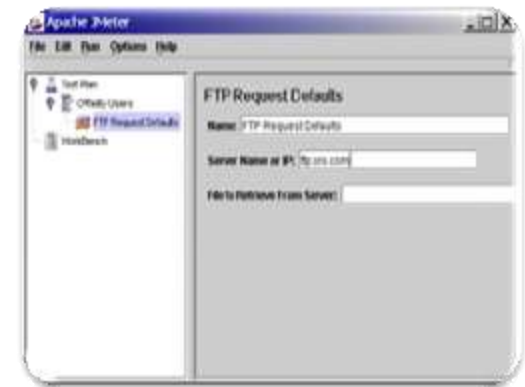 Apache JMeter
File Edit Run Options Help
Test Plan
Users
FTP Request Defaults
WorkBench
FTP Request Defaults
Name: FTP Request Defaults
Server Name or IP:
File to Retrieve From Server: